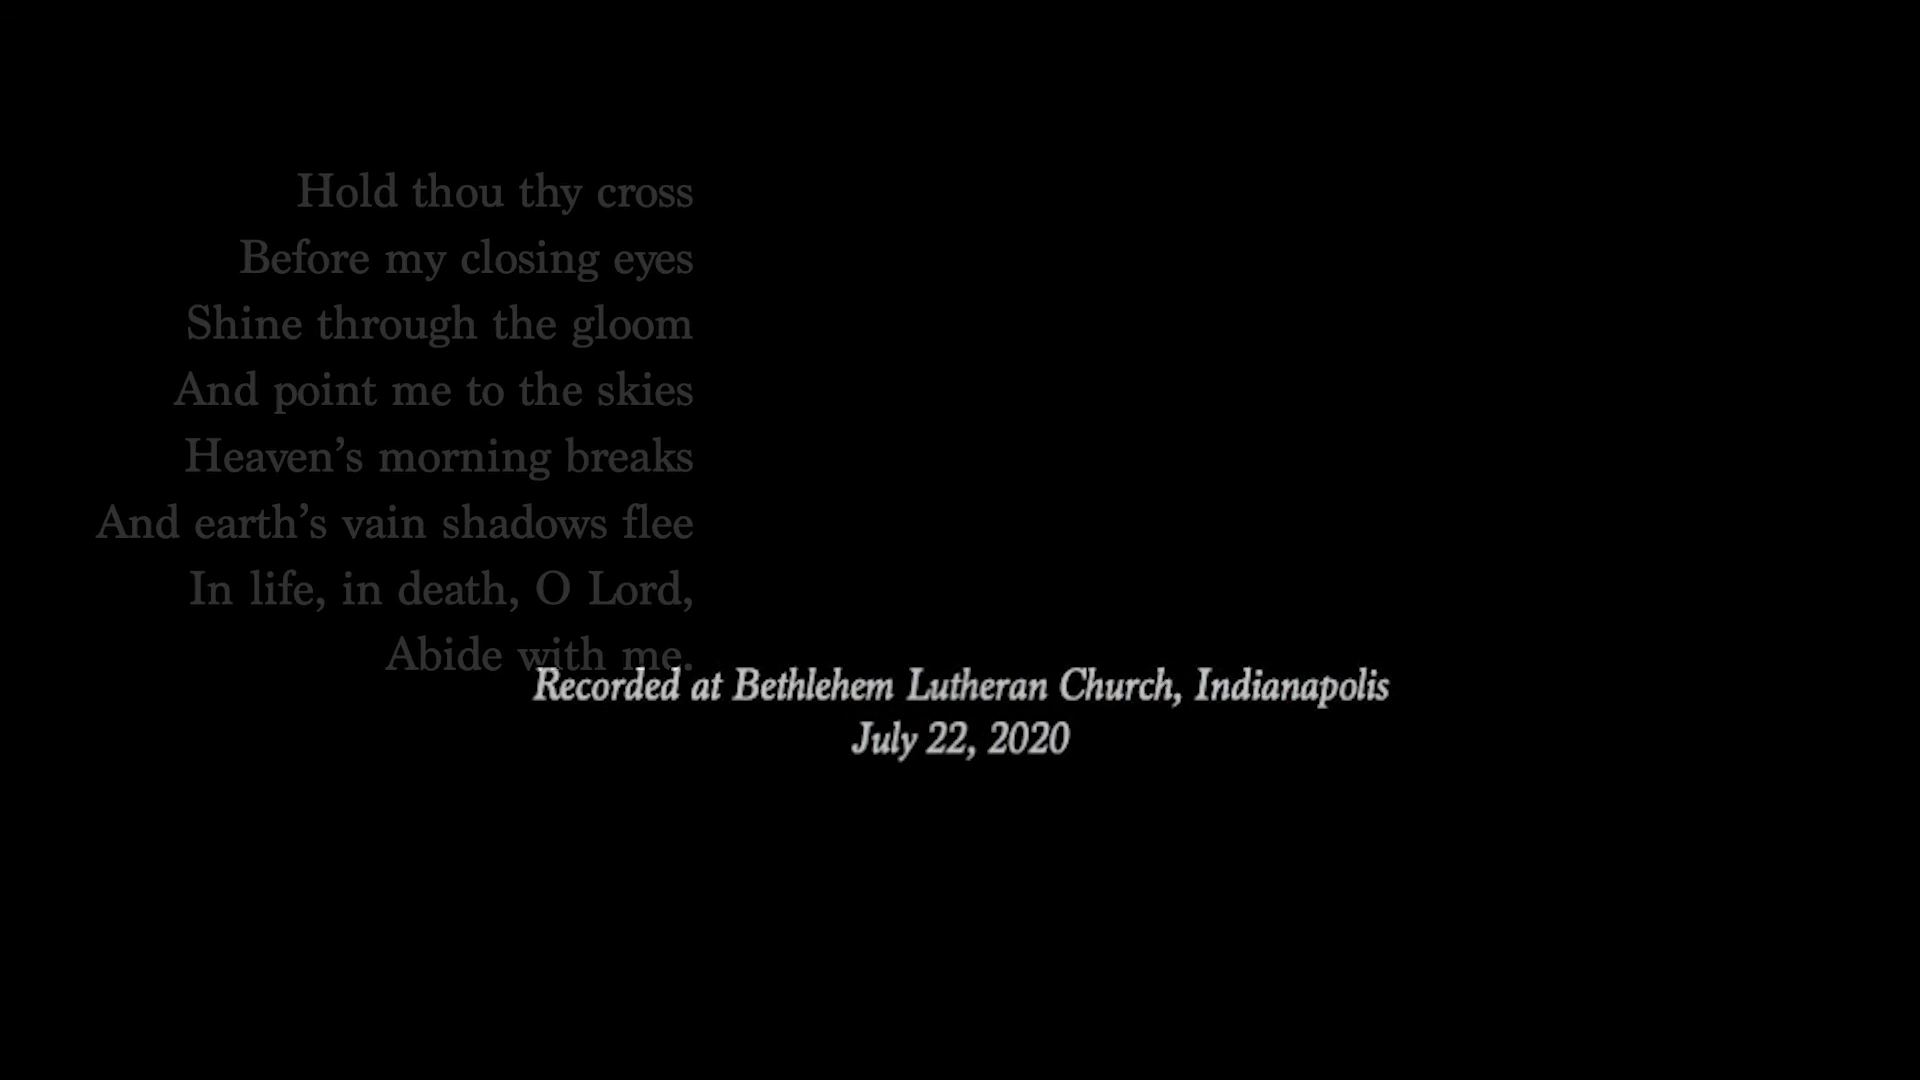 Hold thou thy cross
Before my closing eyes
Shine through the gloom
And point me to the skies
Heaven’s morning breaks
And earth’s vain shadows flee
In life, in death, O Lord,
Abide with me.
Recorded at Bethlehem Lutheran Church, Indianapolis
July 22, 2020